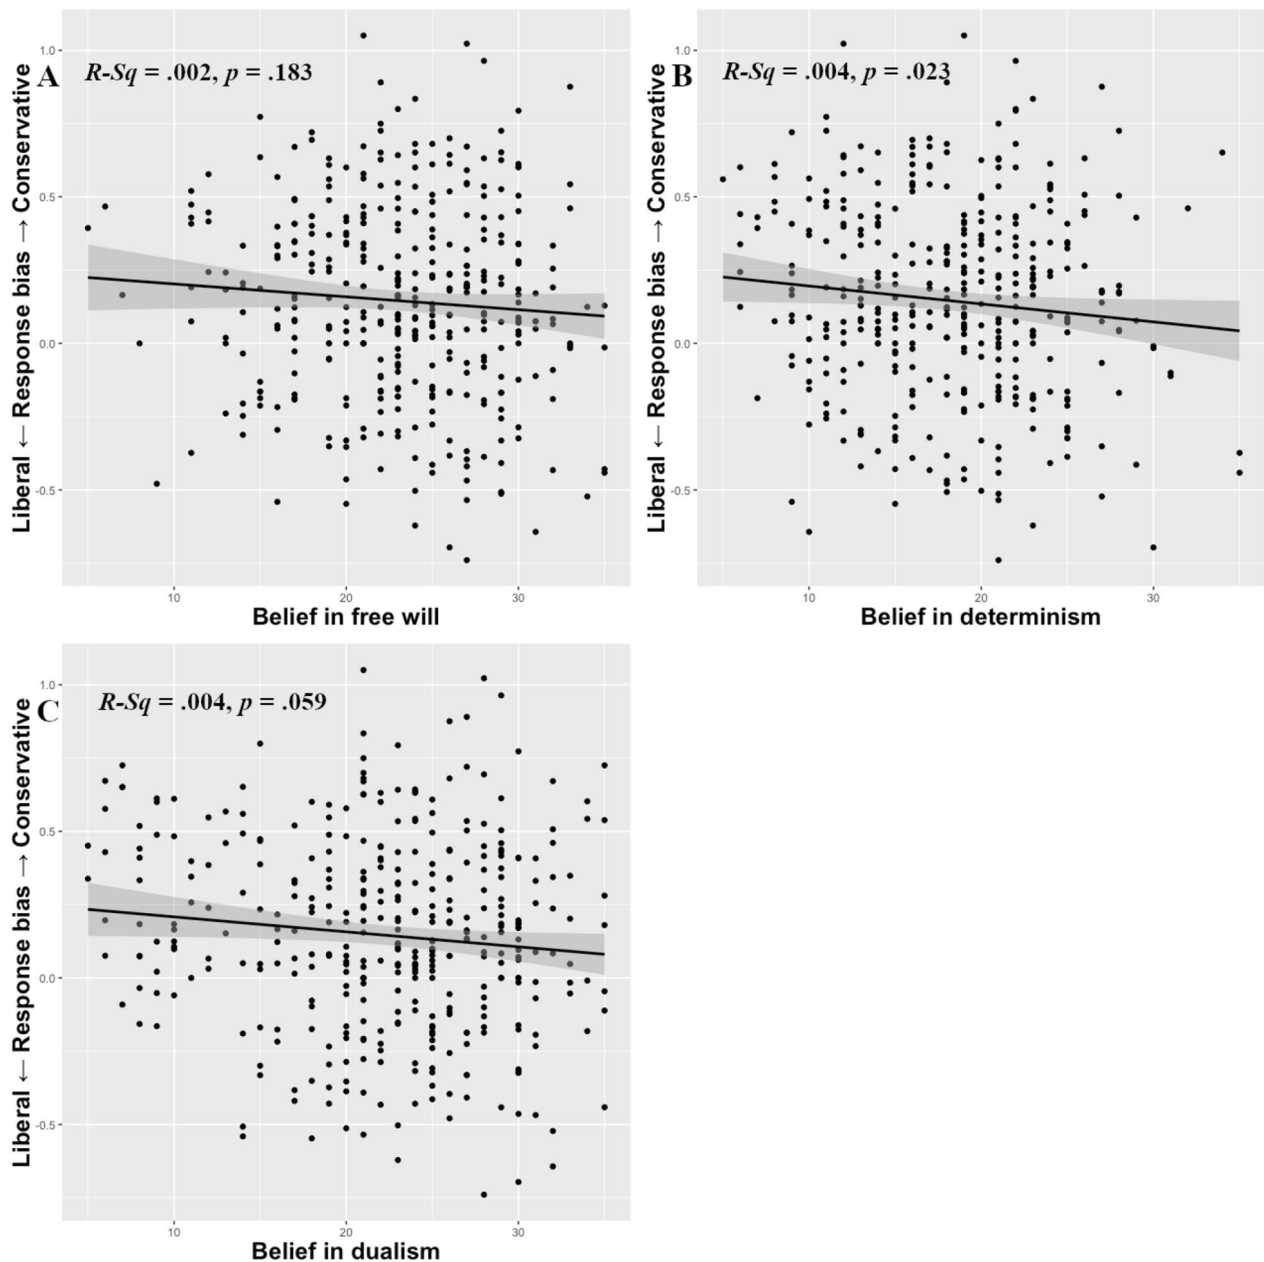 A
R-Sq = .002, p = .183
Liberal ← Response bias → Conservative
1.0
0.5
0.0
-0.5
10
20
30
Belief in free will
B
R-Sq = .004, p = .023
Liberal ← Response bias → Conservative
1.0
0.5
0.0
-0.5
10
20
30
Belief in determinism
C
R-Sq = .004, p = .059
Liberal ← Response bias → Conservative
1.0
0.5
0.0
-0.5
10
20
30
Belief in dualism